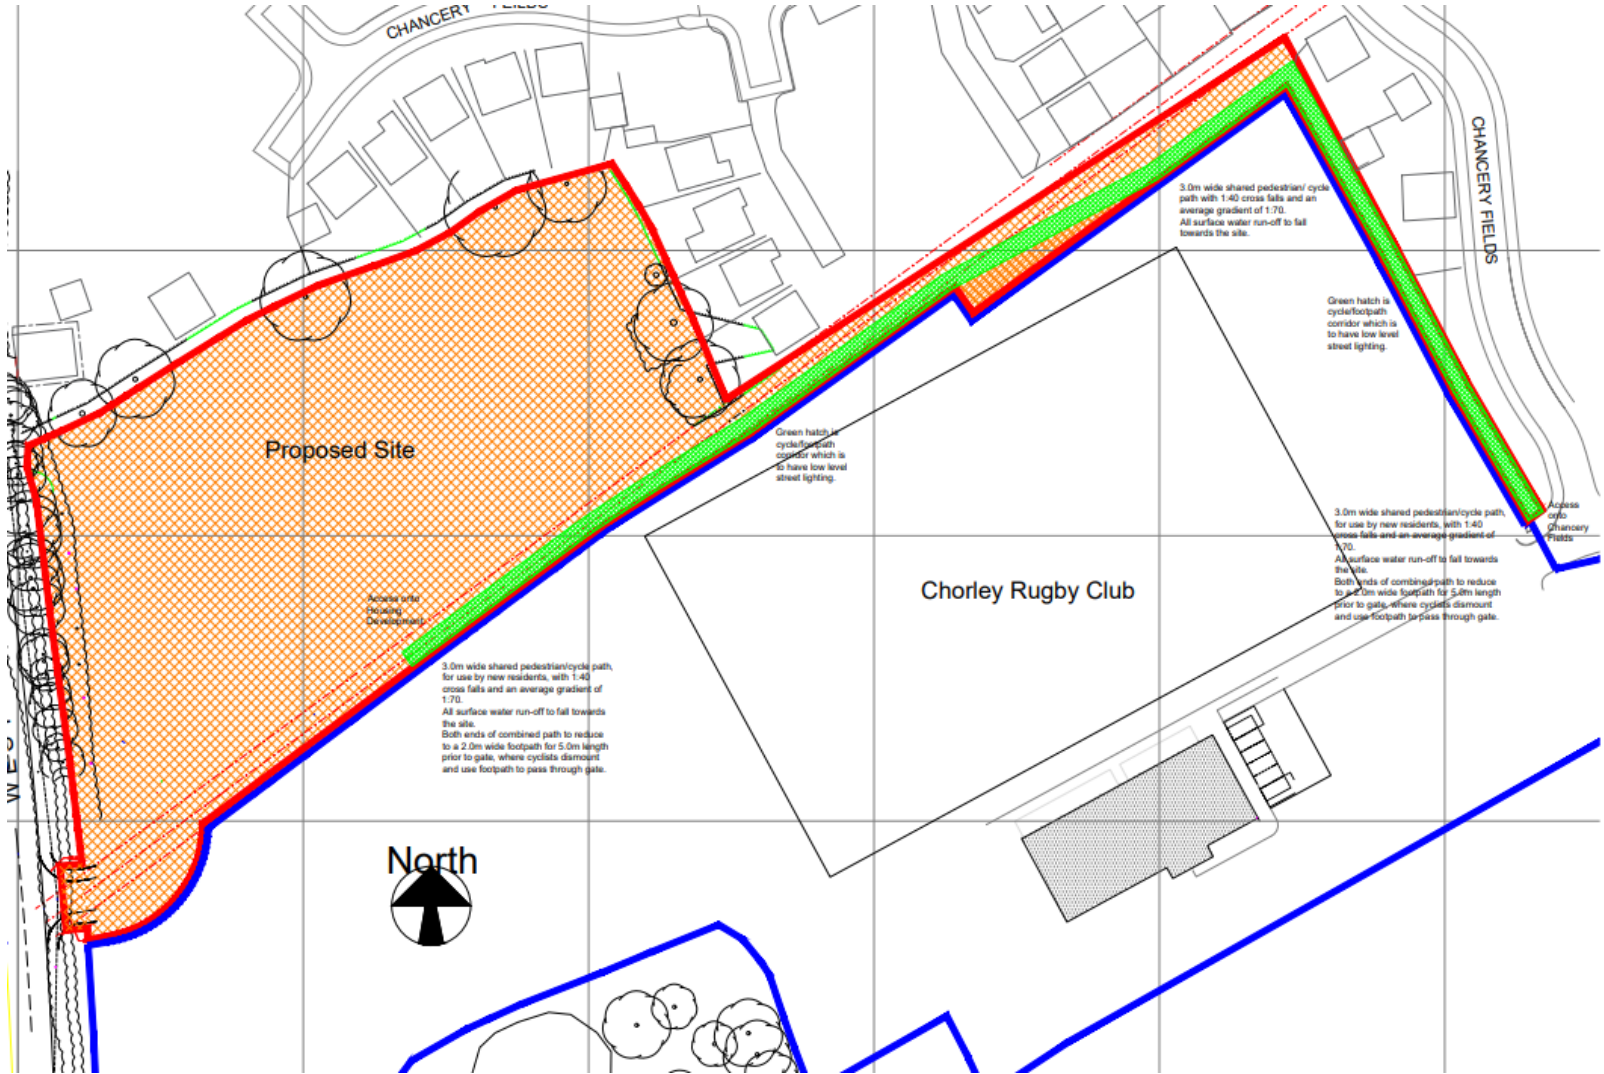 CHANCERY
CHANCERY FIELDS
3.0m wide shared pedestrian/ cycle
path with 1:40 cross falls and an
average gradient of 1:70.
All surface water run-off to fall
towards the site.
Green hatch is
cycle/footpath
corridor which is
to have low level
street lighting.
Proposed Site
Green hatch is
cycle/footpath
corridor which is
to have low level
street lighting.
Access
onto
Chancery
Fields
3.0m wide shared pedestrian/cycle path,
for use by new residents, with 1:40
cross falls and an average gradient of
1:70.
All surface water run-off to fall towards
the site.
Both ends of combined path to reduce
to a 2.0m wide footpath for 5.0m length
prior to gate, where cyclists dismount
and use footpath to pass through gate.
Chorley Rugby Club
Access onto
Housing
Development
3.0m wide shared pedestrian/cycle path,
for use by new residents, with 1:40
cross falls and an average gradient of
1:70.
All surface water run-off to fall towards
the site.
Both ends of combined path to reduce
to a 2.0m wide footpath for 5.0m length
prior to gate, where cyclists dismount
and use footpath to pass through gate.
North